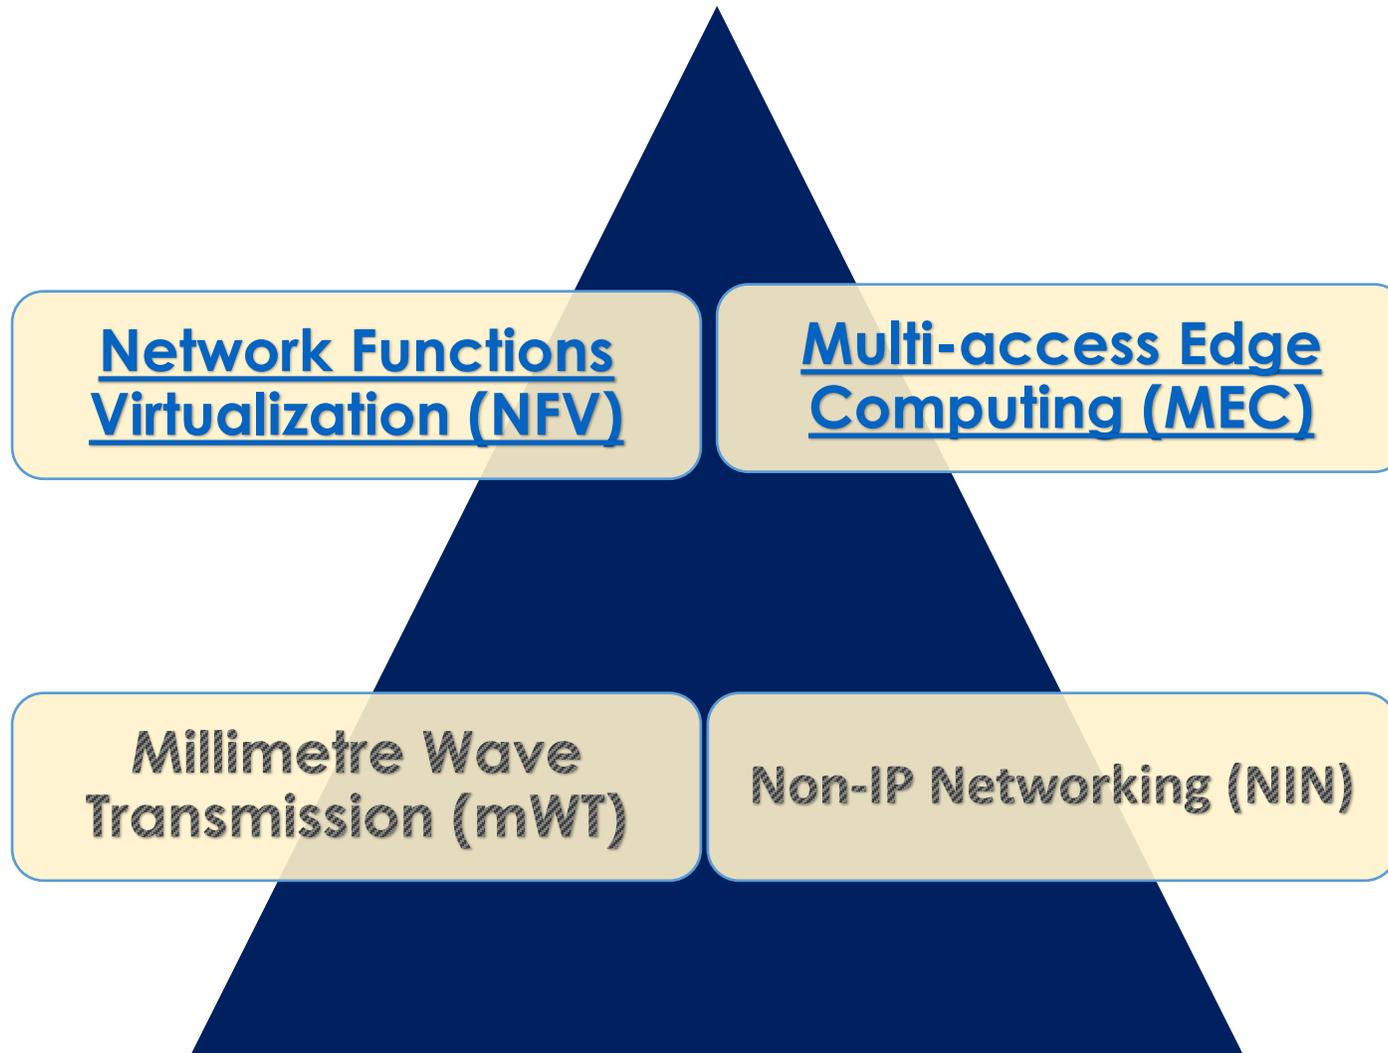 Network Functions
Virtualization (NFV)
Multi-access Edge
Computing (MEC)
Millimetre Wave
Transmission (mWT)
Non-IP Networking (NIN)